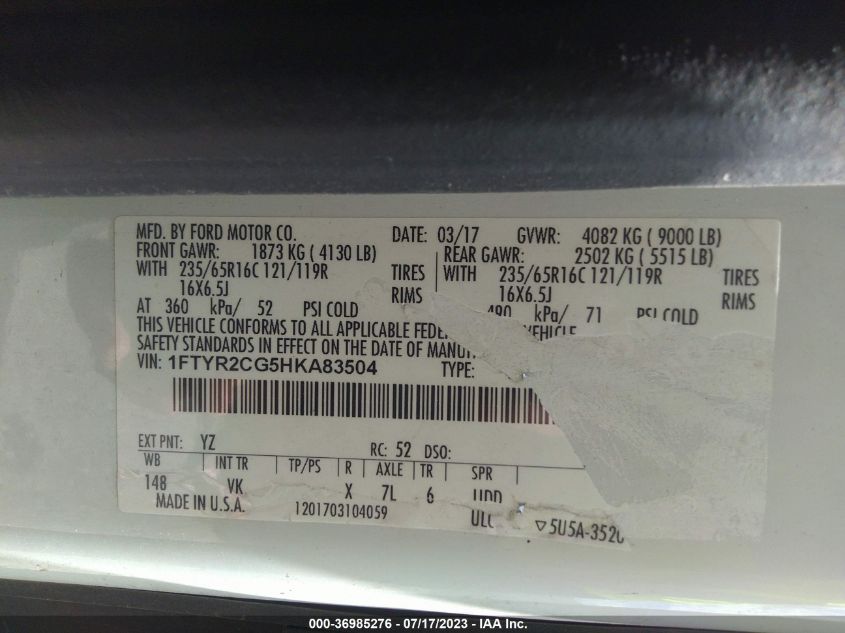 MFD. BY FORD MOTOR CO. DATE: 03/17 GVWR: 4082 KG ( 9000 LB)
FRONT GAWR: 1873 KG ( 4130 LB) REAR GAWR: 2502 KG ( 5515 LB)
WITH 235/65R16C 121/119R TIRES WITH 235/65R16C 121/119R TIRES
16X6.5J RIMS 16X6.5J RIMS
AT 360 kPa/ 52 PSI COLD 490 kPa/ 71 PSI COLD
THIS VEHICLE CONFORMS TO ALL APPLICABLE VEHICLE
SAFETY STANDARDS IN EFFECT ON THE DATE OF
VIN: 1FTYR2CG5HKA83504 TYPE:
EXT PNT: YZ RC: 52 DSO:
WB INT TR TP/PS R AXLE TR SPR
148 VK X 7L 6
MADE IN U.S.A. 1201703104059
▽5U5A-3520
000-36985276 - 07/17/2023 - IAA Inc.